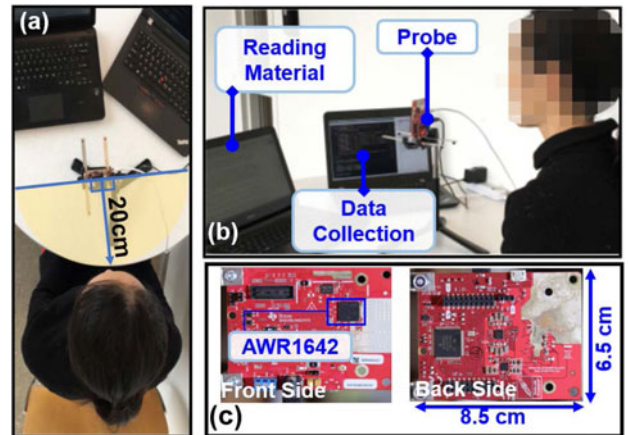 (a)
20cm
Reading
Material
Probe
Data
Collection
(b)
AWR1642
Front Side
Back Side
6.5 cm
8.5 cm
(c)